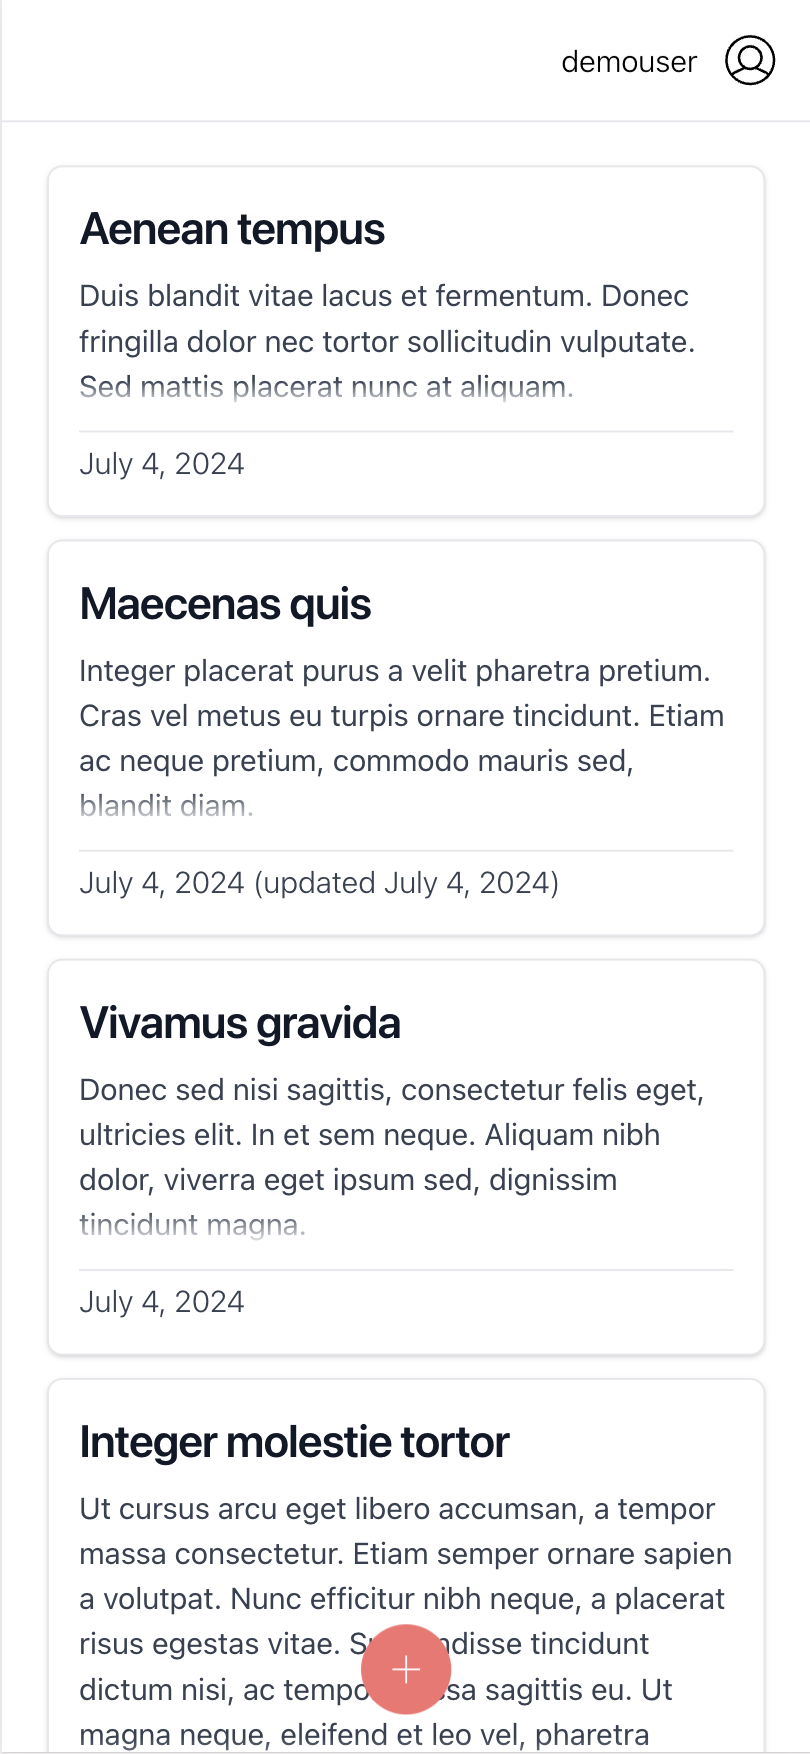 demouser
Aenean tempus
Duis blandit vitae lacus et fermentum. Donec
fringilla dolor nec tortor sollicitudin vulputate.
Sed mattis placerat nunc at aliquam.
July 4, 2024
Maecenas quis
Integer placerat purus a velit pharetra pretium.
Cras vel metus eu turpis ornare tincidunt. Etiam
ac neque pretium, commodo mauris sed,
blandit diam.
July 4, 2024 (updated July 4, 2024)
Vivamus gravida
Donec sed nisi sagittis, consectetur felis eget,
ultricies elit. In et sem neque. Aliquam nibh
dolor, viverra eget ipsum sed, dignissim
tincidunt magna.
July 4, 2024
Integer molestie tortor
Ut cursus arcu eget libero accumsan, a tempor
massa consectetur. Etiam semper ornare sapien
a volutpat. Nunc efficitur nibh neque, a placerat
risus egestas vitae. tincidunt
dictum nisi, ac sagittis eu. Ut
magna neque, eleifend et leo vel, pharetra